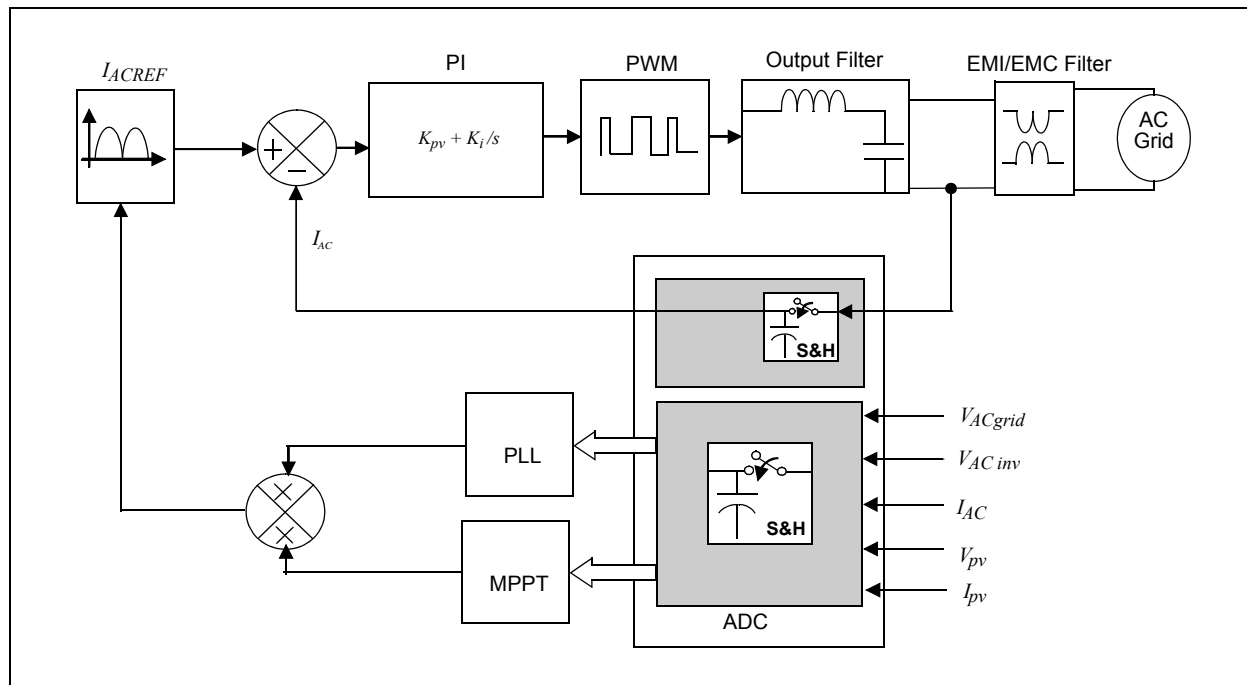 I_ACREF
PI
PWM
Output Filter
EMI/EMC Filter
K_pv + K_i/s
AC
Grid
+
−
I_AC
S&H
PLL
V_ACgrid
V_AC inv
I_AC
S&H
V_pv
MPPT
I_pv
ADC